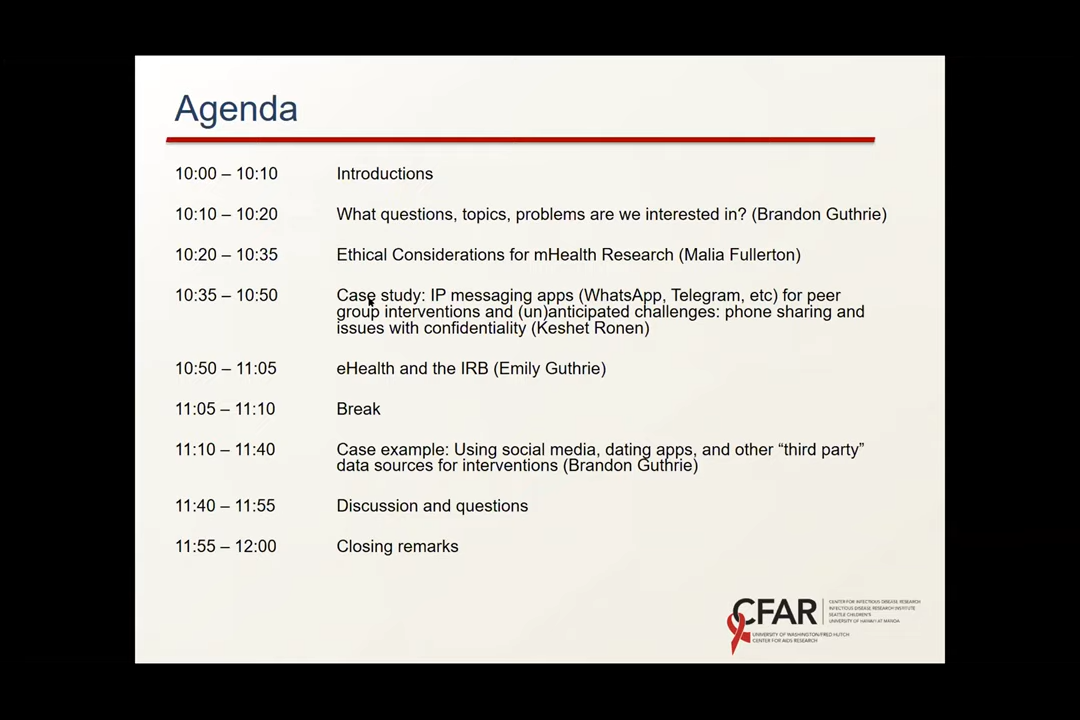 Agenda
10:00 – 10:10 Introductions
10:10 – 10:20 What questions, topics, problems are we interested in? (Brandon Guthrie)
10:20 – 10:35 Ethical Considerations for mHealth Research (Malia Fullerton)
10:35 – 10:50 Case study: IP messaging apps (WhatsApp, Telegram, etc) for peer
group interventions and (un)anticipated challenges: phone sharing and
issues with confidentiality (Keshet Ronen)
10:50 – 11:05 eHealth and the IRB (Emily Guthrie)
11:05 – 11:10 Break
11:10 – 11:40 Case example: Using social media, dating apps, and other “third party”
data sources for interventions (Brandon Guthrie)
11:40 – 11:55 Discussion and questions
11:55 – 12:00 Closing remarks
CFAR
CENTER FOR INFECTIOUS DISEASE RESEARCH
INFECTIOUS DISEASE RESEARCH INSTITUTE
SEATTLE CHILDREN'S
UNIVERSITY OF HAWAI'I AT MANOA
UNIVERSITY OF WASHINGTON/FRED HUTCH
CENTER FOR AIDS RESEARCH